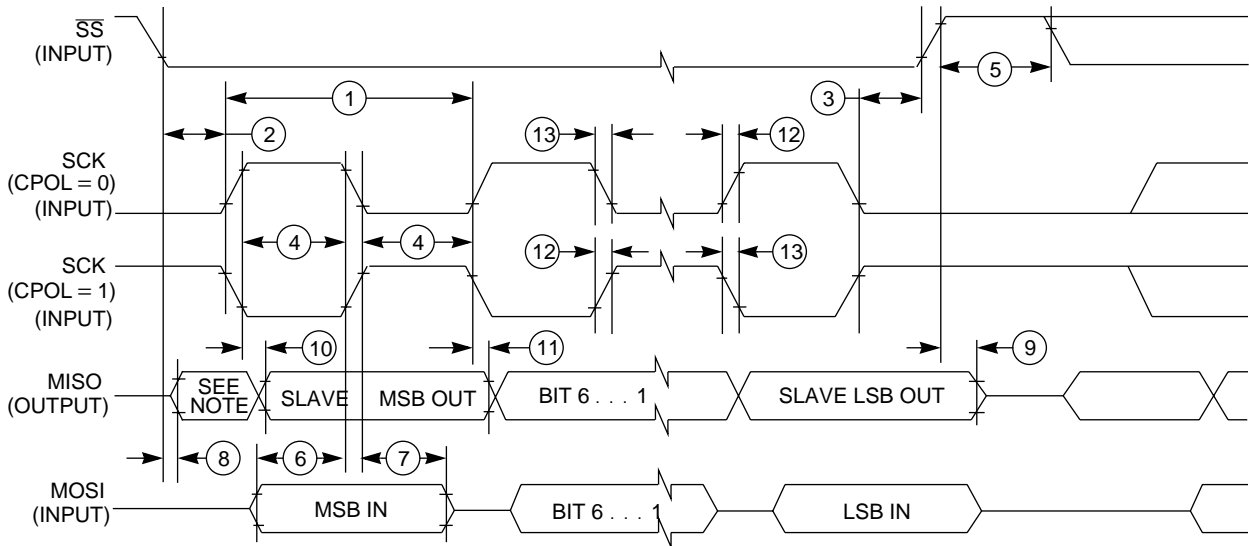 SS
(INPUT)
5
1
3
2
13
12
SCK
(CPOL = 0)
(INPUT)
4
4
12
13
SCK
(CPOL = 1)
(INPUT)
10
11
9
MISO
(OUTPUT)
SEE
NOTE
SLAVE
MSB OUT
BIT 6 . . . 1
SLAVE LSB OUT
8
6
7
MOSI
(INPUT)
MSB IN
BIT 6 . . . 1
LSB IN